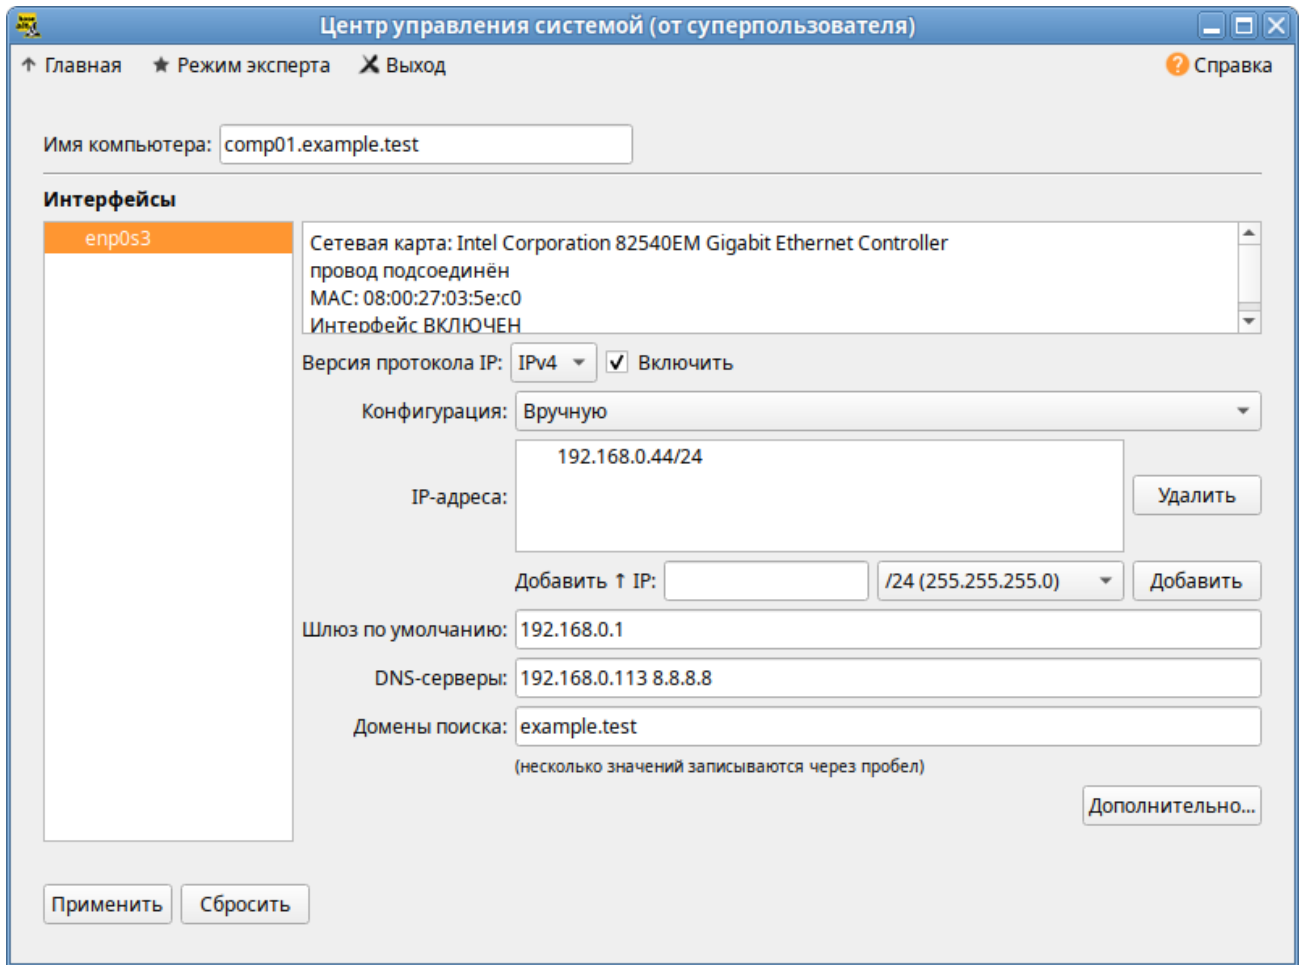 Центр управления системой (от суперпользователя)
Главная Режим эксперта Выход Справка
Имя компьютера: comp01.example.test
Интерфейсы
enp0s3
Сетевая карта: Intel Corporation 82540EM Gigabit Ethernet Controller
провод подсоединён
MAC: 08:00:27:03:5e:c0
Интерфейс ВКЛЮЧЕН
Версия протокола IP: IPv4 Включить
Конфигурация: Вручную
192.168.0.44/24
IP-адреса: Удалить
Добавить ↑ IP: /24 (255.255.255.0) Добавить
Шлюз по умолчанию: 192.168.0.1
DNS-серверы: 192.168.0.113 8.8.8.8
Домены поиска: example.test
(несколько значений записываются через пробел)
Дополнительно...
Применить Сбросить